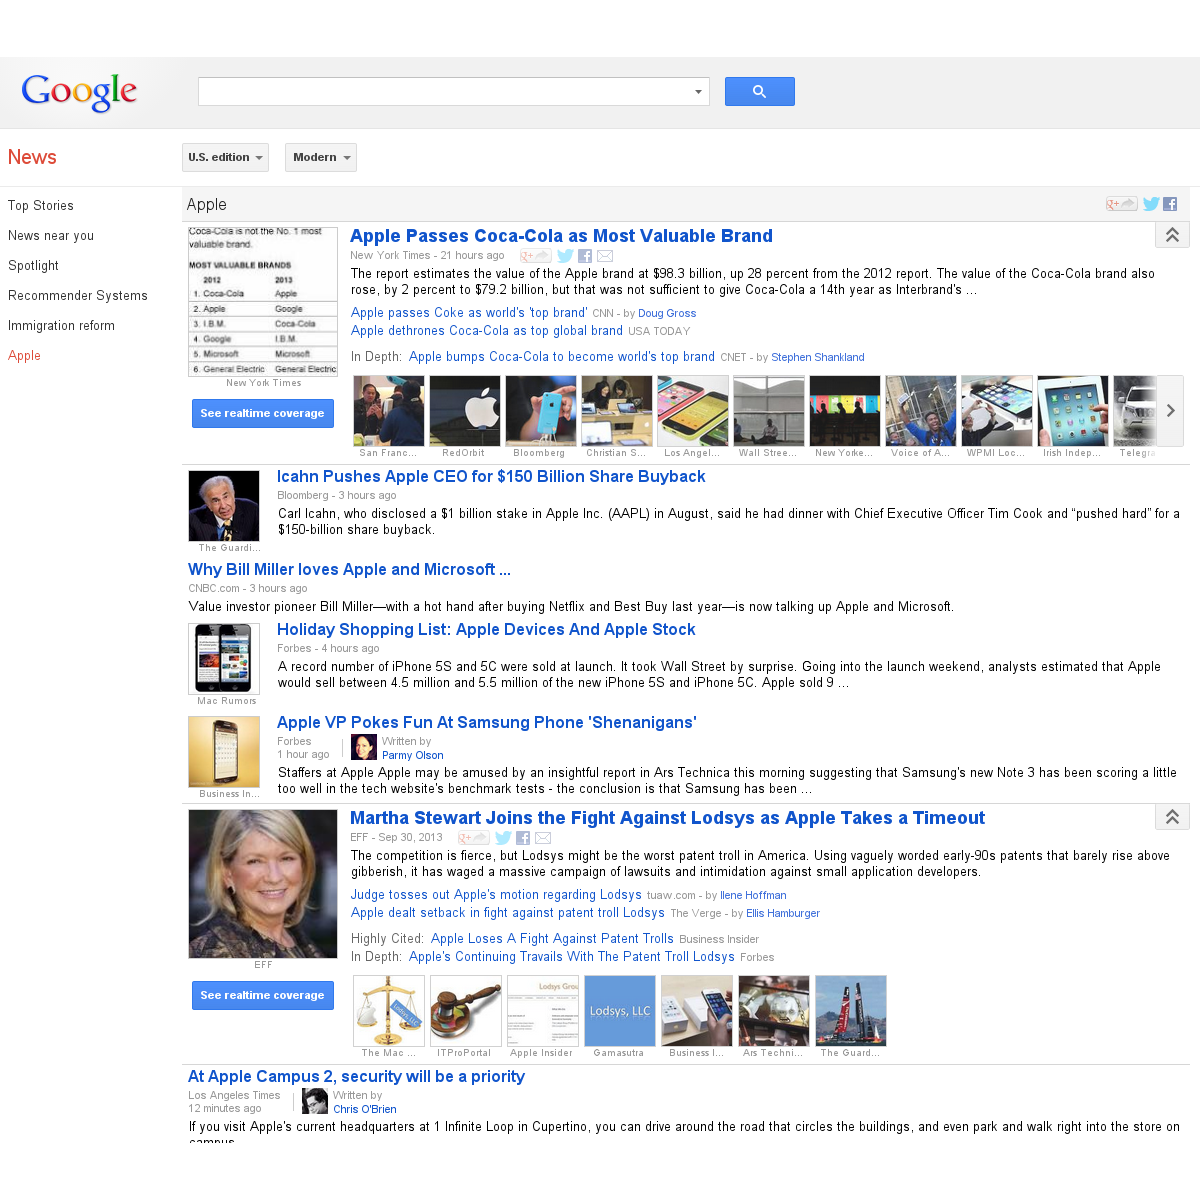 Google
News
U.S. edition
Modern
Top Stories
News near you
Spotlight
Recommender Systems
Immigration reform
Apple
Apple
g+
Coca-Cola is not the No. 1 most
valuable brand.
MOST VALUABLE BRANDS
2012 2013
1. Coca-Cola Apple
2. Apple Google
3. I.B.M. Coca-Cola
4. Google I.B.M.
5. Microsoft Microsoft
6. General Electric General Electric
New York Times
See realtime coverage
Apple Passes Coca-Cola as Most Valuable Brand
New York Times - 21 hours ago
g+
The report estimates the value of the Apple brand at $98.3 billion, up 28 percent from the 2012 report. The value of the Coca-Cola brand also
rose, by 2 percent to $79.2 billion, but that was not sufficient to give Coca-Cola a 14th year as Interbrand's ...
Apple passes Coke as world's 'top brand' CNN - by Doug Gross
Apple dethrones Coca-Cola as top global brand USA TODAY
In Depth: Apple bumps Coca-Cola to become world's top brand CNET - by Stephen Shankland
San Franc... RedOrbit Bloomberg Christian S... Los Angel... Wall Stree... New Yorke... Voice of A... WPMI Loc... Irish Indep... Telegra
Icahn Pushes Apple CEO for $150 Billion Share Buyback
Bloomberg - 3 hours ago
Carl Icahn, who disclosed a $1 billion stake in Apple Inc. (AAPL) in August, said he had dinner with Chief Executive Officer Tim Cook and “pushed hard” for a
$150-billion share buyback.
The Guardi...
Why Bill Miller loves Apple and Microsoft ...
CNBC.com - 3 hours ago
Value investor pioneer Bill Miller—with a hot hand after buying Netflix and Best Buy last year—is now talking up Apple and Microsoft.
Holiday Shopping List: Apple Devices And Apple Stock
Forbes - 4 hours ago
A record number of iPhone 5S and 5C were sold at launch. It took Wall Street by surprise. Going into the launch weekend, analysts estimated that Apple
would sell between 4.5 million and 5.5 million of the new iPhone 5S and iPhone 5C. Apple sold 9 ...
Mac Rumors
Apple VP Pokes Fun At Samsung Phone 'Shenanigans'
Forbes
1 hour ago
Written by
Parmy Olson
Staffers at Apple Apple may be amused by an insightful report in Ars Technica this morning suggesting that Samsung's new Note 3 has been scoring a little
too well in the tech website's benchmark tests - the conclusion is that Samsung has been ...
Business In...
Martha Stewart Joins the Fight Against Lodsys as Apple Takes a Timeout
EFF - Sep 30, 2013
g+
The competition is fierce, but Lodsys might be the worst patent troll in America. Using vaguely worded early-90s patents that barely rise above
gibberish, it has waged a massive campaign of lawsuits and intimidation against small application developers.
Judge tosses out Apple's motion regarding Lodsys tuaw.com - by Ilene Hoffman
Apple dealt setback in fight against patent troll Lodsys The Verge - by Ellis Hamburger
Highly Cited: Apple Loses A Fight Against Patent Trolls Business Insider
In Depth: Apple's Continuing Travails With The Patent Troll Lodsys Forbes
EFF
See realtime coverage
Lodsys, LLC
Lodsys Grou
Lodsys, LLC
The Mac ... ITProPortal Apple Insider Gamasutra Business I... Ars Techni... The Guard...
At Apple Campus 2, security will be a priority
Los Angeles Times
12 minutes ago
Written by
Chris O'Brien
If you visit Apple's current headquarters at 1 Infinite Loop in Cupertino, you can drive around the road that circles the buildings, and even park and walk right into the store on
campus